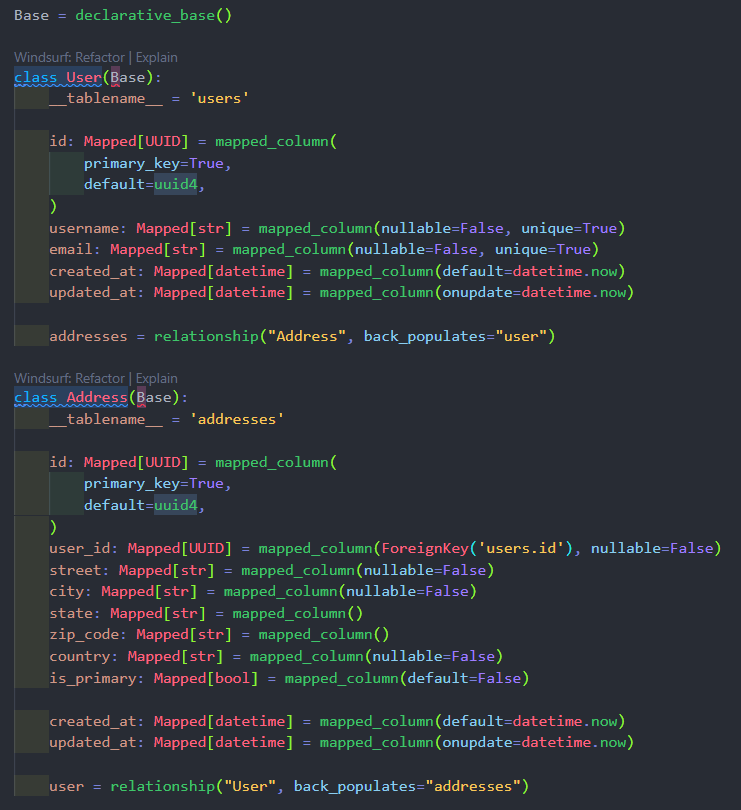 Base = declarative_base()
Windsurf: Refactor | Explain
class User(Base):
    __tablename__ = 'users'
    id: Mapped[UUID] = mapped_column(
        primary_key=True,
        default=uuid4,
    )
    username: Mapped[str] = mapped_column(nullable=False, unique=True)
    email: Mapped[str] = mapped_column(nullable=False, unique=True)
    created_at: Mapped[datetime] = mapped_column(default=datetime.now)
    updated_at: Mapped[datetime] = mapped_column(onupdate=datetime.now)
    addresses = relationship("Address", back_populates="user")
Windsurf: Refactor | Explain
class Address(Base):
    __tablename__ = 'addresses'
    id: Mapped[UUID] = mapped_column(
        primary_key=True,
        default=uuid4,
    )
    user_id: Mapped[UUID] = mapped_column(ForeignKey('users.id'), nullable=False)
    street: Mapped[str] = mapped_column(nullable=False)
    city: Mapped[str] = mapped_column(nullable=False)
    state: Mapped[str] = mapped_column()
    zip_code: Mapped[str] = mapped_column()
    country: Mapped[str] = mapped_column(nullable=False)
    is_primary: Mapped[bool] = mapped_column(default=False)
    created_at: Mapped[datetime] = mapped_column(default=datetime.now)
    updated_at: Mapped[datetime] = mapped_column(onupdate=datetime.now)
    user = relationship("User", back_populates="addresses")